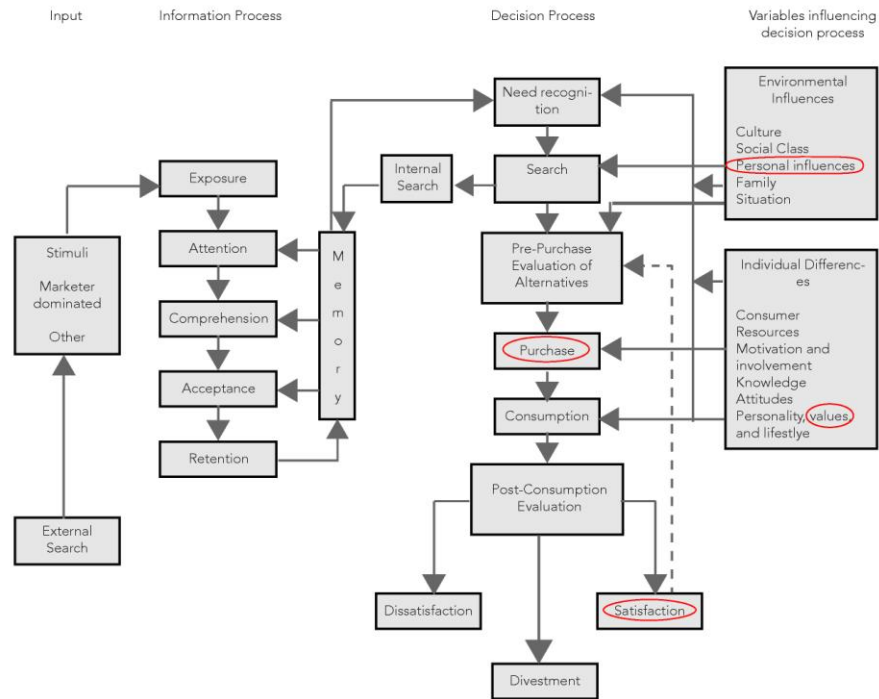 Input
Information Process
Decision Process
Variables influencing
decision process
Need recogni-
tion
Internal
Search
Search
Exposure
Attention
Comprehension
Acceptance
Retention
Memory
Stimuli
Marketer
dominated
Other
External
Search
Pre-Purchase
Evaluation of
Alternatives
Purchase
Consumption
Post-Consumption
Evaluation
Dissatisfaction
Satisfaction
Divestment
Environmental
Influences
Culture
Social Class
Personal influences
Family
Situation
Individual Differenc-
es
Consumer
Resources
Motivation and
involvement
Knowledge
Attitudes
Personality, values,
and lifestlye